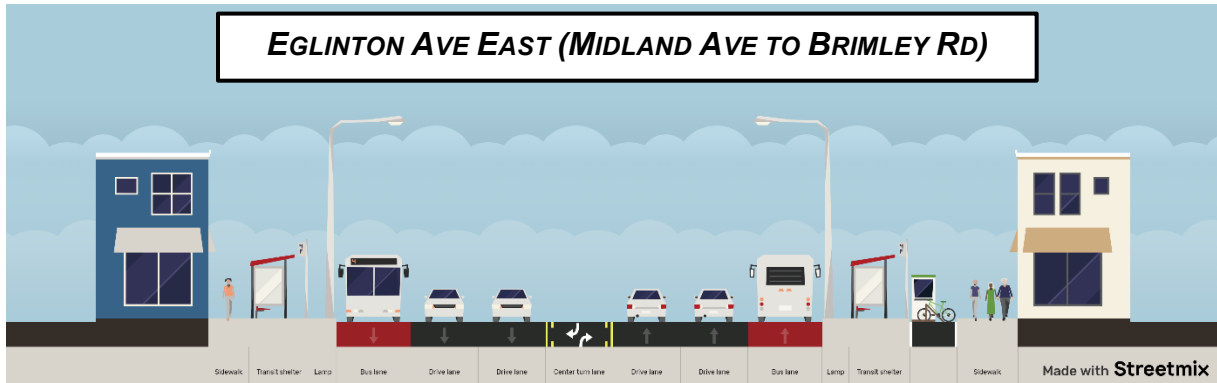 EGLINTON AVE EAST (MIDLAND AVE TO BRIMLEY RD)
Sidewalk Transit shelter Lamp Bus lane Drive lane Drive lane Center turn lane Drive lane Drive lane Bus lane Lamp Transit shelter Sidewalk
Made with Streetmix